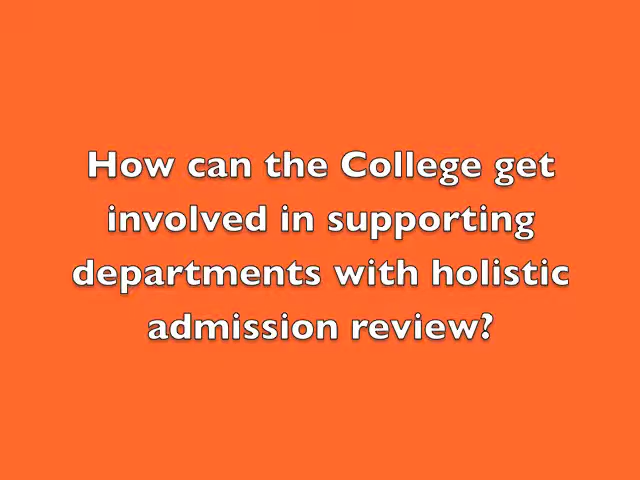 How can the College get
involved in supporting
departments with holistic
admission review?